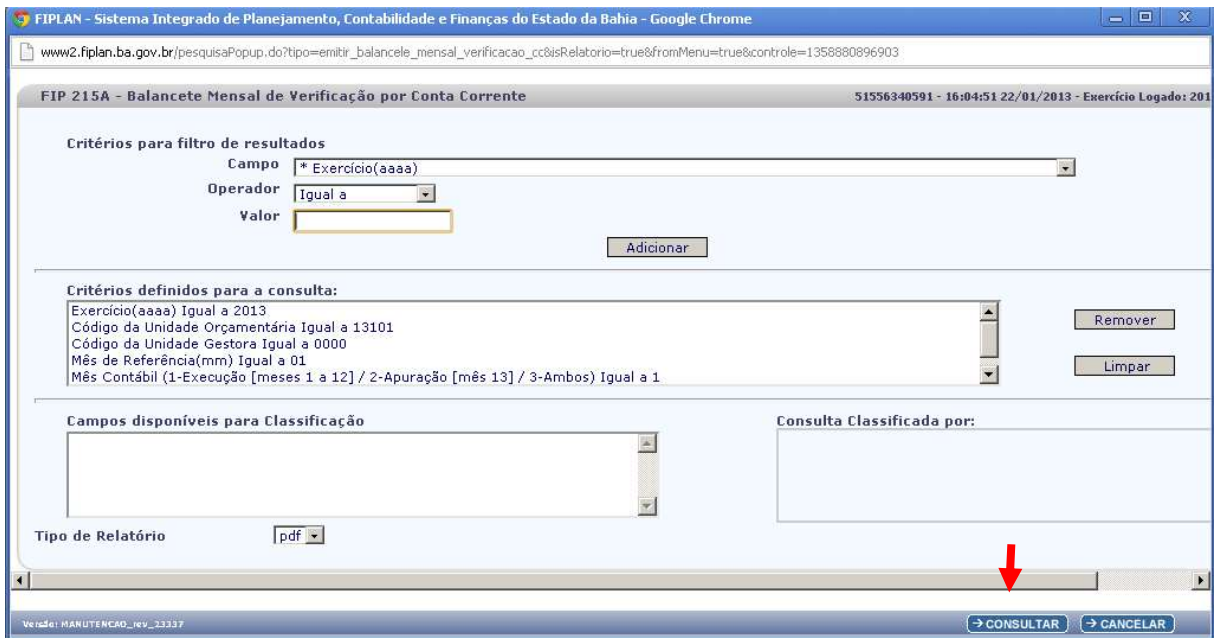 FIPLAN - Sistema Integrado de Planejamento, Contabilidade e Finanças do Estado da Bahia - Google Chrome
www2.fiplan.ba.gov.br/pesquisaPopup.do?tipo=emitir_balancele_mensal_verificacao_cc&isRelatorio=true&fromMenu=true&controle=1358880896903
FIP 215A - Balancete Mensal de Verificação por Conta Corrente 51556340591 - 16:04:51 22/01/2013 - Exercício Logado: 201
Critérios para filtro de resultados
Campo * Exercício(aaaa)
Operador Igual a
Valor
Adicionar
Critérios definidos para a consulta:
Exercício(aaaa) Igual a 2013
Código da Unidade Orçamentária Igual a 13101
Código da Unidade Gestora Igual a 0000
Mês de Referência(mm) Igual a 01
Mês Contábil (1-Execução [meses 1 a 12] / 2-Apuração [mês 13] / 3-Ambos) Igual a 1
Remover
Limpar
Campos disponíveis para Classificação Consulta Classificada por:
Tipo de Relatório pdf
Versão: MANUTENCAO_rev_23337 CONSULTAR CANCELAR